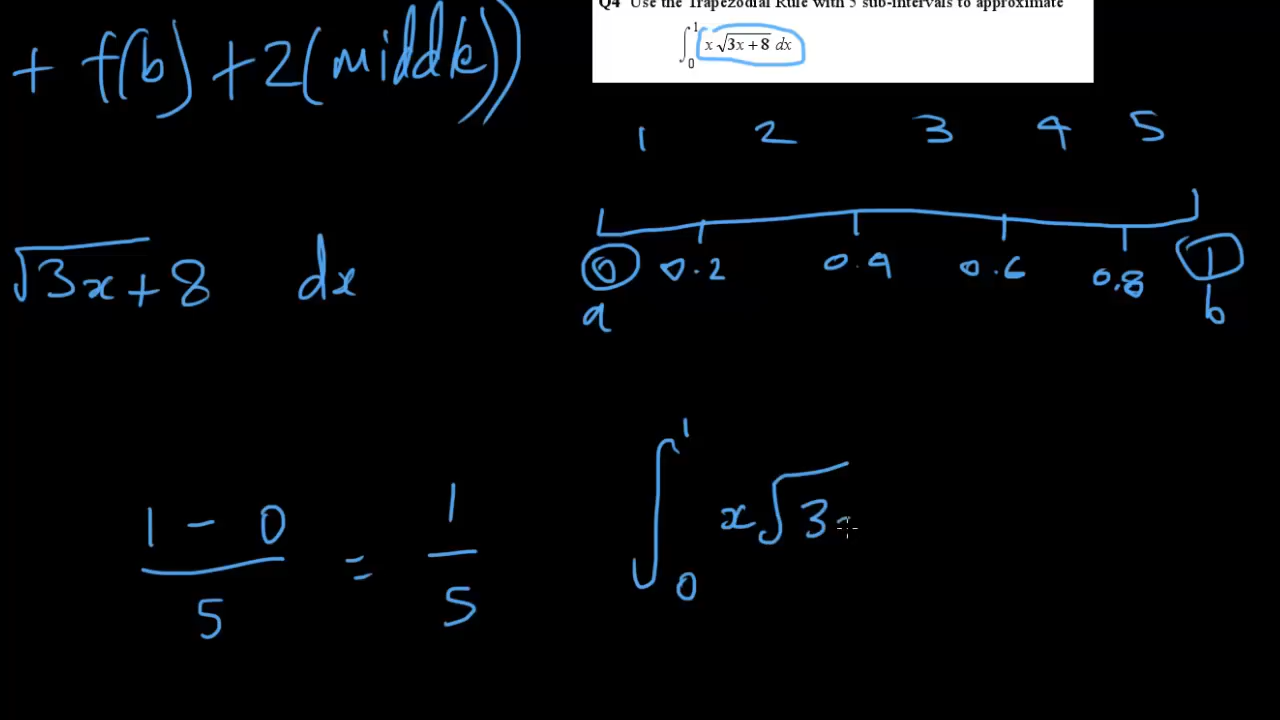 Q4 Use the Trapezodial Rule with 5 sub-intervals to approximate
∫₀¹ x√(3x+8) dx
+ f(b) + 2(middle))
1 2 3 4 5
0 0.2 0.4 0.6 0.8 1
a b
√3x+8 dx
1 - 0 / 5 = 1 / 5
∫₀¹ x√3